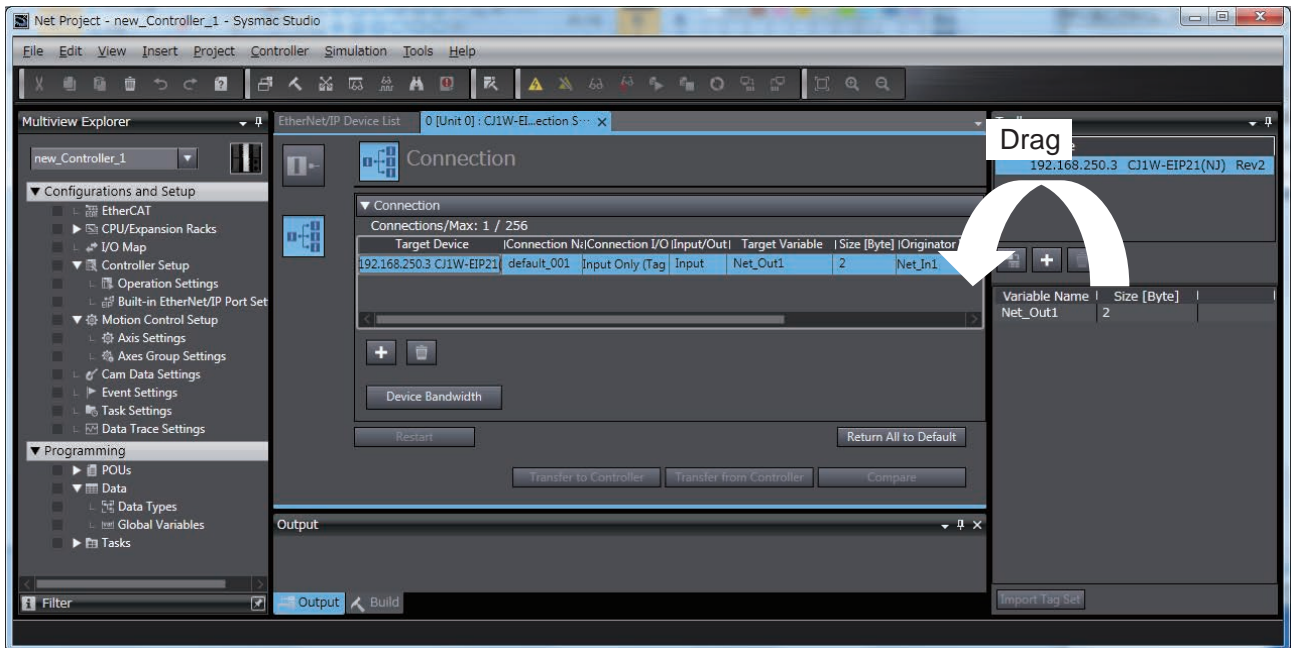 Net Project - new_Controller_1 - Sysmac Studio
File Edit View Insert Project Controller Simulation Tools Help
Multiview Explorer
new_Controller_1
Configurations and Setup
EtherCAT
CPU/Expansion Racks
I/O Map
Controller Setup
Operation Settings
Built-in EtherNet/IP Port Set
Motion Control Setup
Axis Settings
Axes Group Settings
Cam Data Settings
Event Settings
Task Settings
Data Trace Settings
Programming
POUs
Data
Data Types
Global Variables
Tasks
Filter
EtherNet/IP Device List 0 [Unit 0] : CJ1W-EI...ection S...
Connection
Connection
Connections/Max: 1 / 256
Target Device Connection Na Connection I/O Input/Out Target Variable Size [Byte] Originator
192.168.250.3 CJ1W-EIP21( default_001 Input Only (Tag Input Net_Out1 2 Net_In1
+
Device Bandwidth
Restart Return All to Default
Transfer to Controller Transfer from Controller Compare
Output
Output Build
Drag
192.168.250.3 CJ1W-EIP21(NJ) Rev2
+
Variable Name Size [Byte]
Net_Out1 2
Import Tag Set